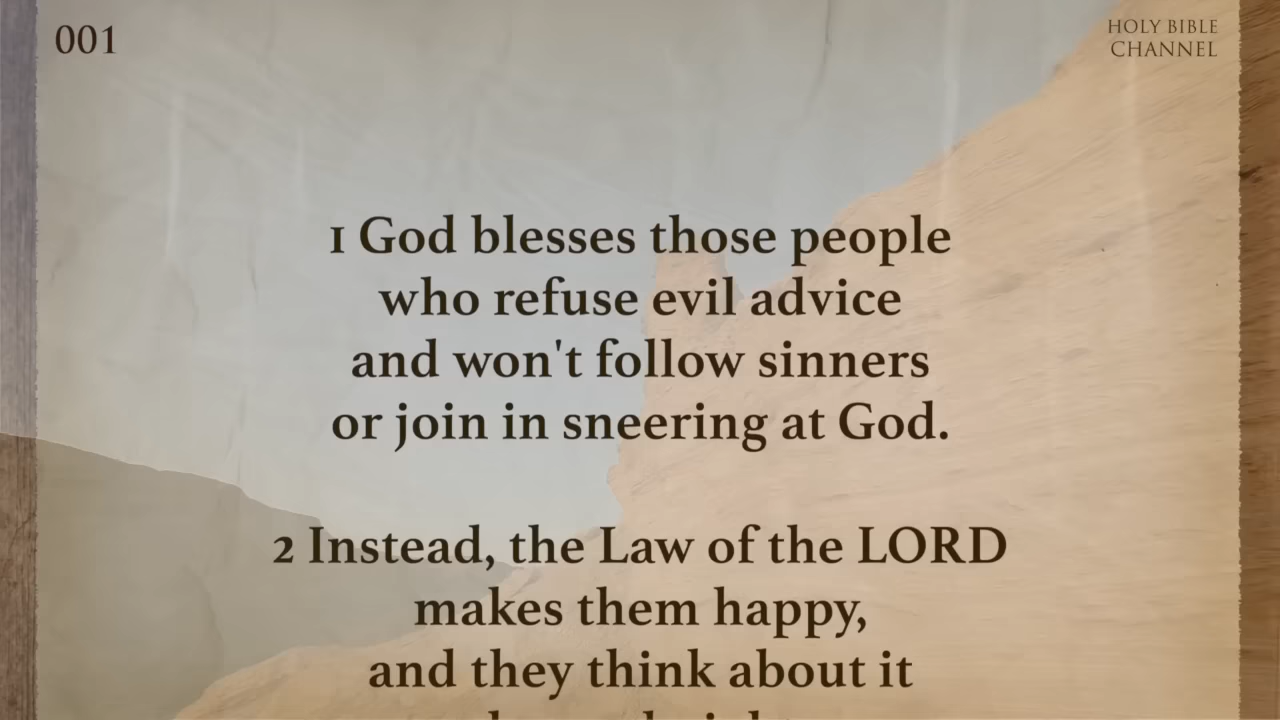 001
HOLY BIBLE
CHANNEL
1 God blesses those people
who refuse evil advice
and won't follow sinners
or join in sneering at God.
2 Instead, the Law of the LORD
makes them happy,
and they think about it